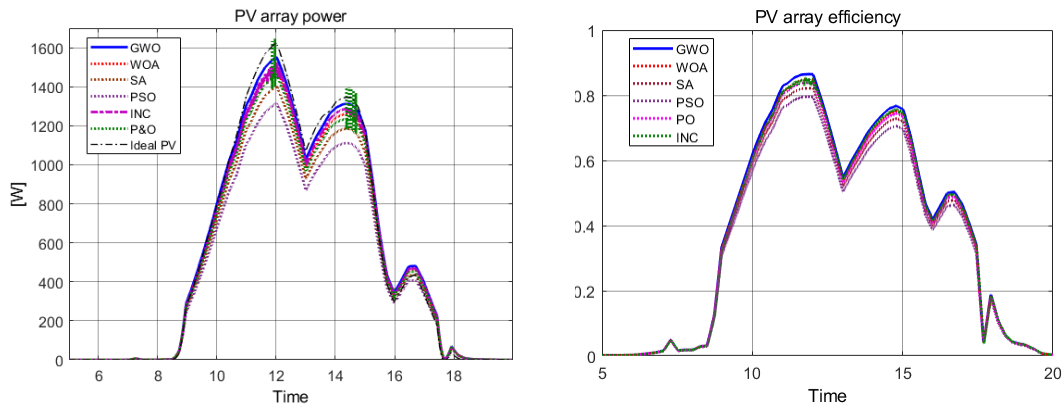 PV array power
[W]
1600
1400
1200
1000
800
600
400
200
0
6
8
10
12
14
16
18
Time
GWO
WOA
SA
PSO
INC
P&O
Ideal PV
PV array efficiency
1
0.8
0.6
0.4
0.2
0
5
10
15
20
Time
GWO
WOA
SA
PSO
PO
INC